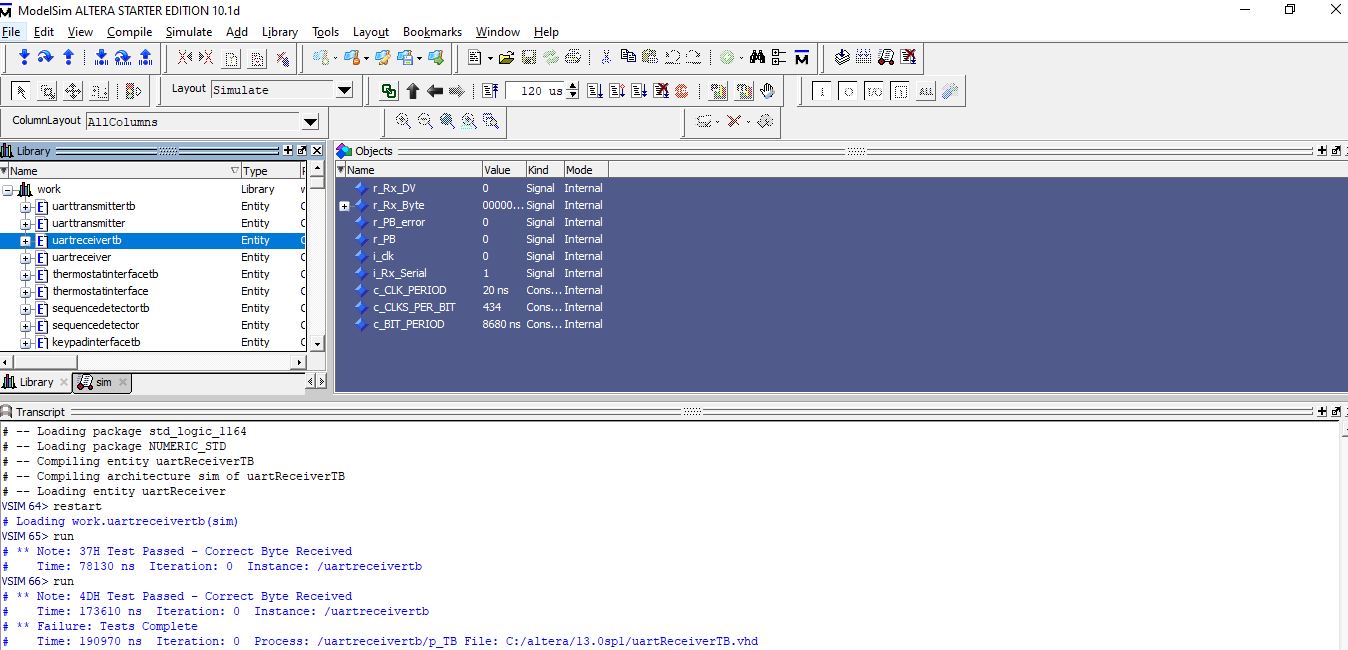 ModelSim ALTERA STARTER EDITION 10.1d
File Edit View Compile Simulate Add Library Tools Layout Bookmarks Window Help
Layout Simulate 120 us
ColumnLayout AllColumns
Library
Name Type
work Library
uarttransmittertb Entity
uarttransmitter Entity
uartreceivertb Entity
uartreceiver Entity
thermostatinterfacetb Entity
thermostatinterface Entity
sequencedetectortb Entity
sequencedetector Entity
keypadinterfacetb Entity
Library sim
Objects
Name Value Kind Mode
r_Rx_DV 0 Signal Internal
r_Rx_Byte 00000... Signal Internal
r_PB_error 0 Signal Internal
r_PB 0 Signal Internal
i_clk 0 Signal Internal
i_Rx_Serial 1 Signal Internal
c_CLK_PERIOD 20 ns Cons... Internal
c_CLKS_PER_BIT 434 Cons... Internal
c_BIT_PERIOD 8680 ns Cons... Internal
Transcript
# -- Loading package std_logic_1164
# -- Loading package NUMERIC_STD
# -- Compiling entity uartReceiverTB
# -- Compiling architecture sim of uartReceiverTB
# -- Loading entity uartReceiver
VSIM 64> restart
# Loading work.uartreceivertb(sim)
VSIM 65> run
# ** Note: 37H Test Passed - Correct Byte Received
# Time: 78130 ns Iteration: 0 Instance: /uartreceivertb
VSIM 66> run
# ** Note: 4DH Test Passed - Correct Byte Received
# Time: 173610 ns Iteration: 0 Instance: /uartreceivertb
# ** Failure: Tests Complete
# Time: 190970 ns Iteration: 0 Process: /uartreceivertb/p_TB File: C:/altera/13.0sp1/uartReceiverTB.vhd